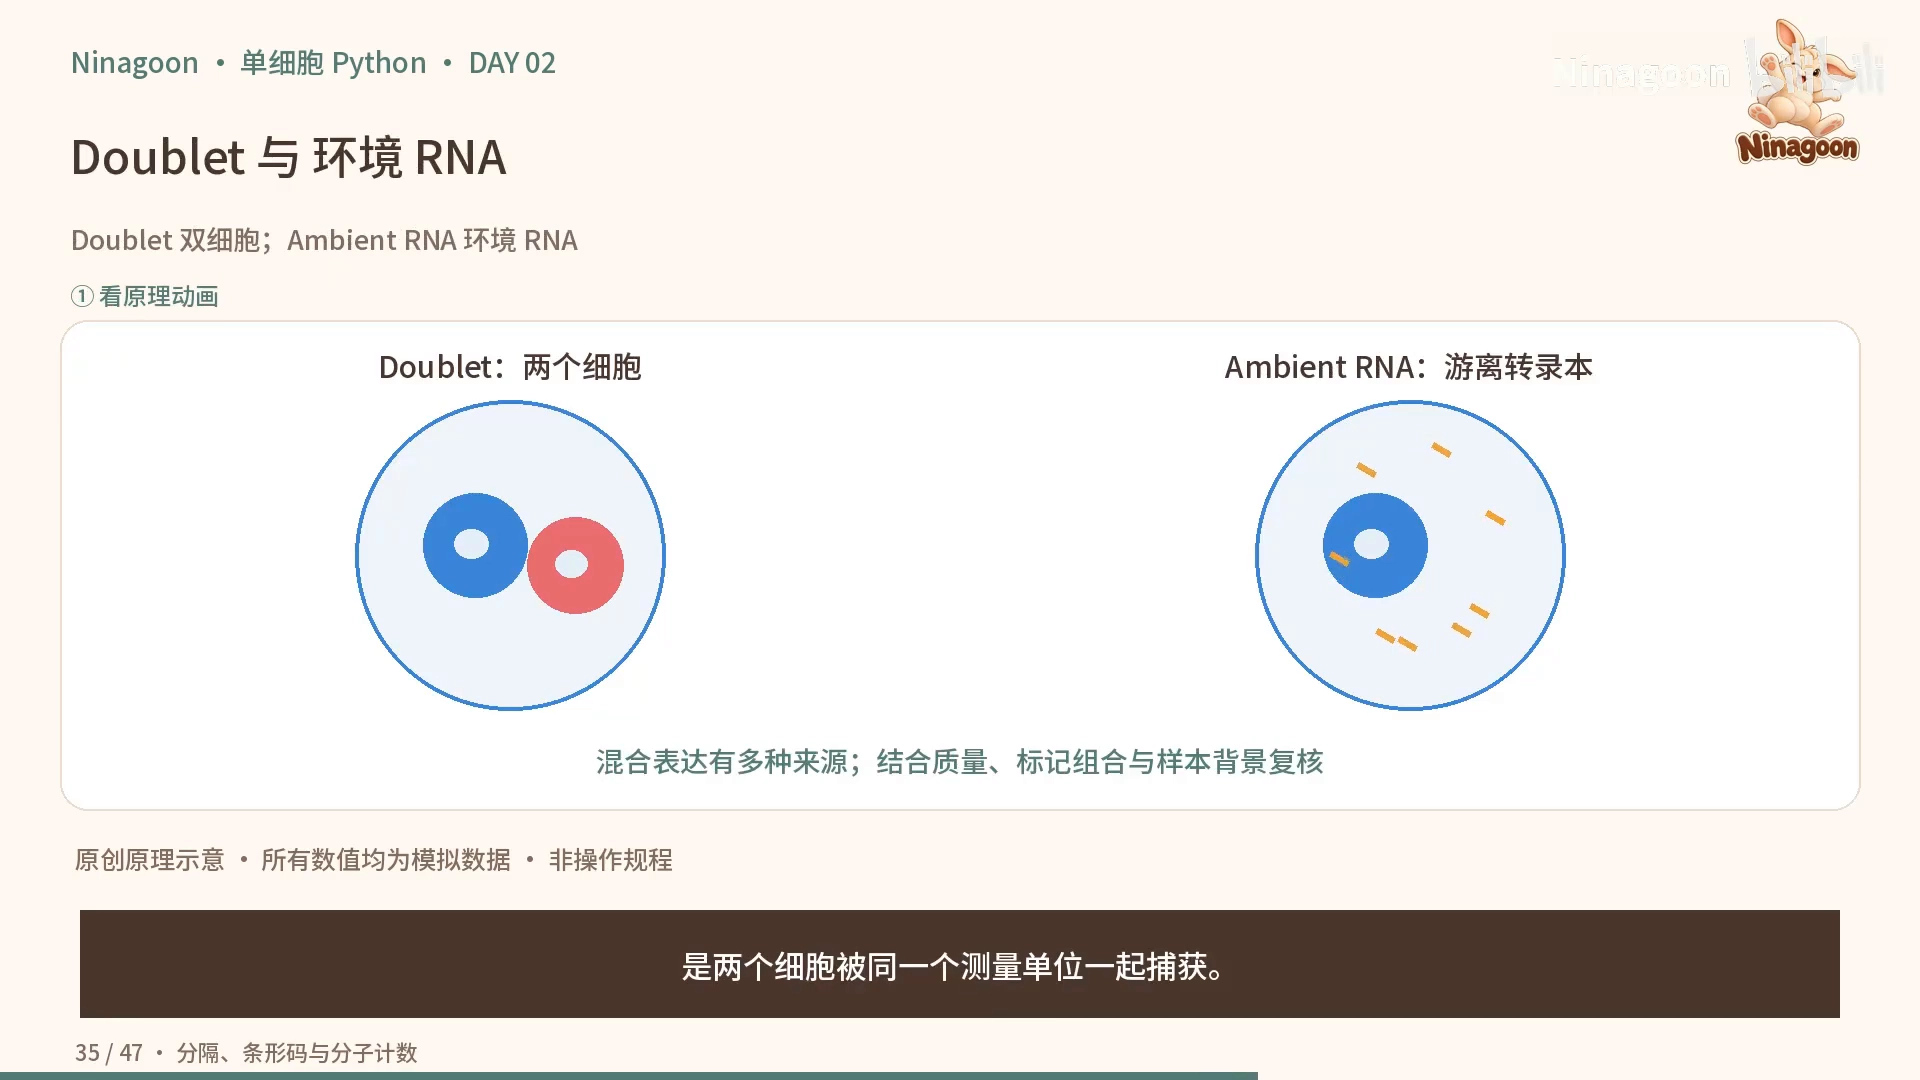 Ninagoon • 单细胞 Python • DAY 02
Ninagoon
bilibili
Ninagoon
Doublet 与 环境 RNA
Doublet 双细胞；Ambient RNA 环境 RNA
① 看原理动画
Doublet：两个细胞
Ambient RNA：游离转录本
混合表达有多种来源；结合质量、标记组合与样本背景复核
原创原理示意 • 所有数值均为模拟数据 • 非操作规程
是两个细胞被同一个测量单位一起捕获。
35 / 47 • 分隔、条形码与分子计数